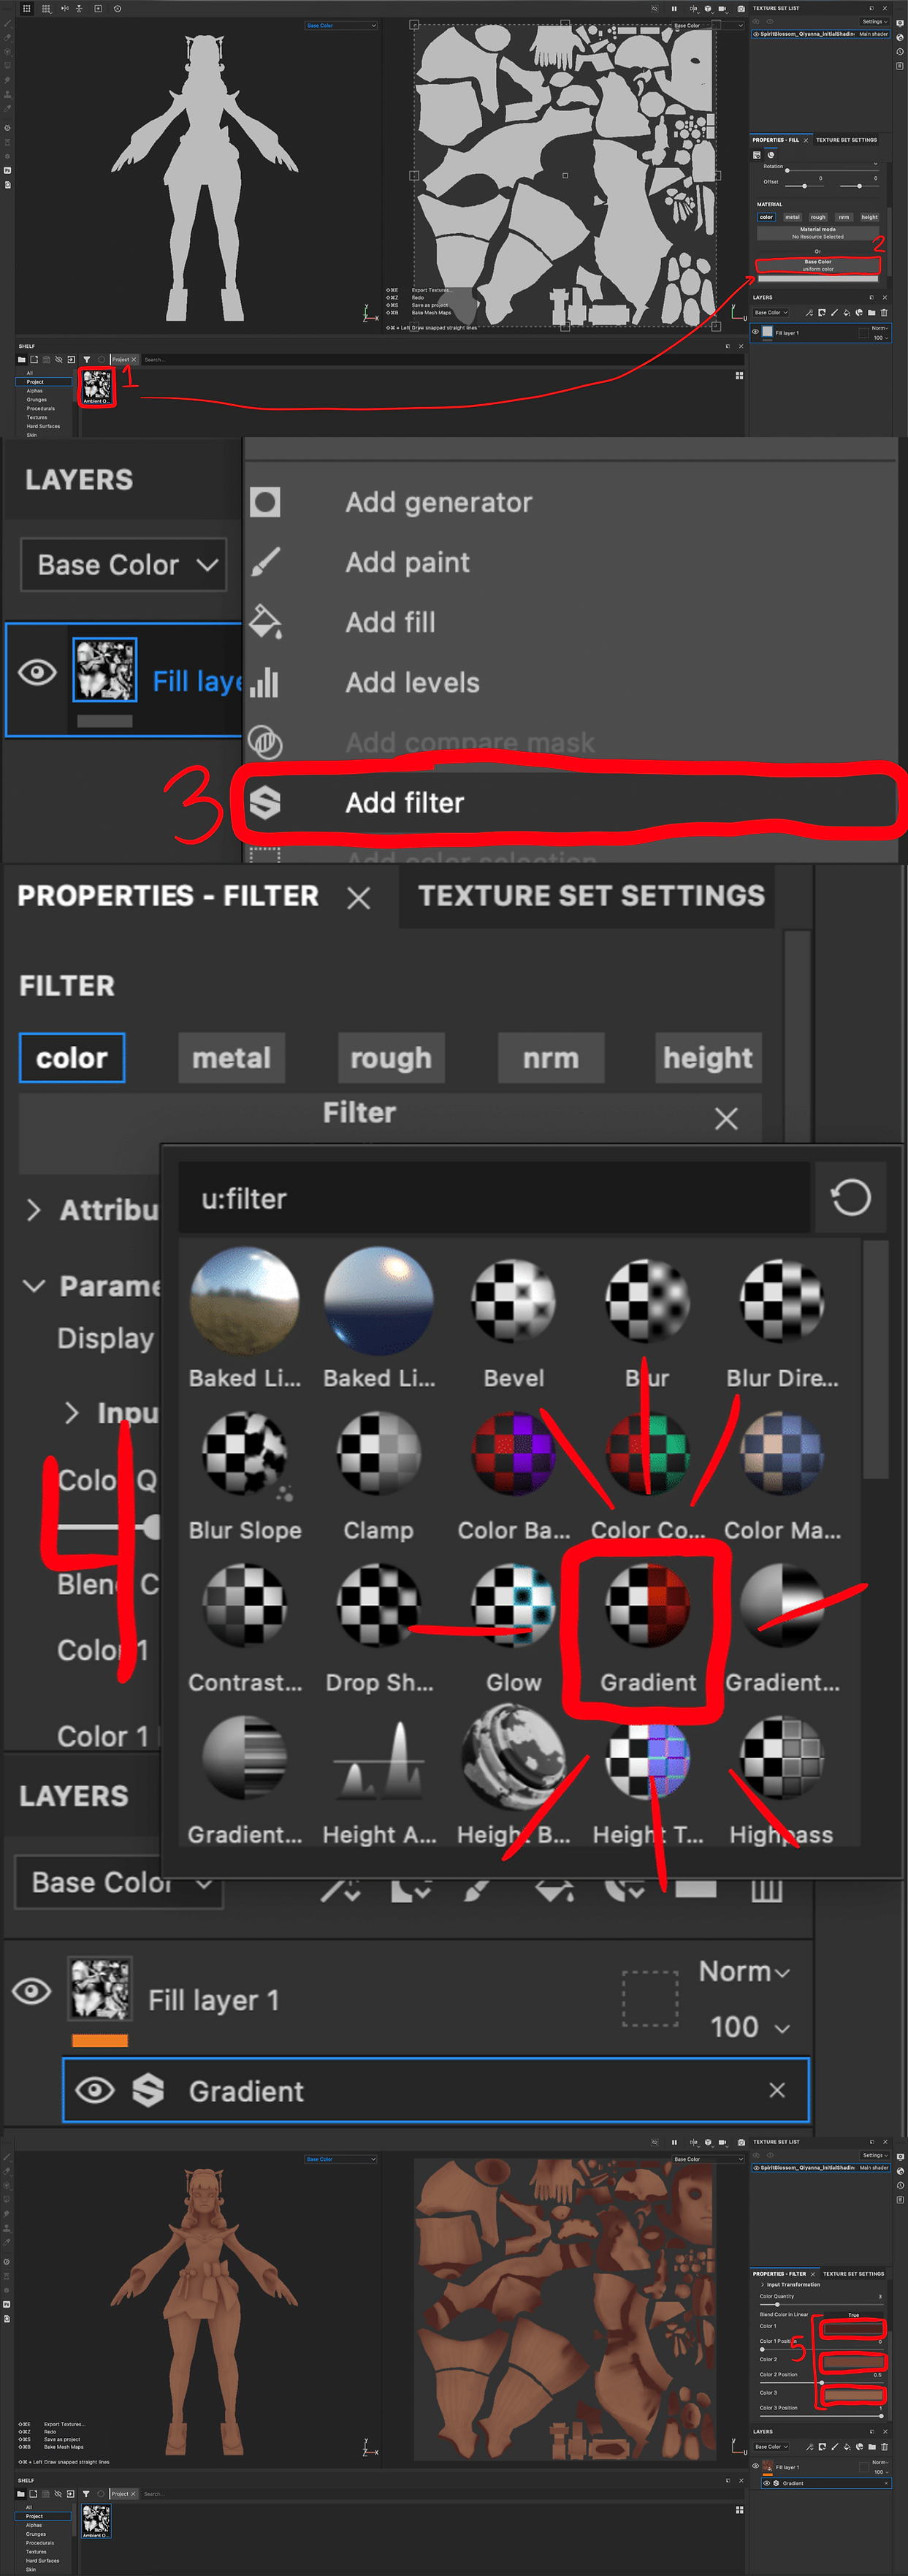 Base Color
Base Color
TEXTURE SET LIST
Settings
SpiritBlossom_Qiyanna_InitialShadin Main shader
PROPERTIES - FILL TEXTURE SET SETTINGS
Rotation
Offset 0 0
MATERIAL
color metal rough nrm height
Material mode
No Resource Selected
Or
2
Base Color
uniform color
LAYERS
Base Color
Fill layer 1 Norm
100
Export Textures...
Redo
Save as project
Bake Mesh Maps
+ Left Draw snapped straight lines
SHELF
Project Search...
All
Project
Alphas
Grunges
Procedurals
Textures
Hard Surfaces
Skin
Ambient O...
1
LAYERS
Base Color
Fill laye
Add generator
Add paint
Add fill
Add levels
Add compare mask
3
Add filter
Add color selection
PROPERTIES - FILTER TEXTURE SET SETTINGS
FILTER
color metal rough nrm height
Filter
u:filter
Attribu
Parame
Display
Inpu
4
Color Q
Blend C
Color 1
Color 1
Baked Li... Baked Li... Bevel Blur Blur Dire...
Blur Slope Clamp Color Ba... Color Co... Color Ma...
Contrast... Drop Sh... Glow Gradient Gradient...
Gradient... Height A... Height B... Height T... Highpass
LAYERS
Base Color
Fill layer 1 Norm
100
Gradient
Base Color
Base Color
TEXTURE SET LIST
Settings
SpiritBlossom_Qiyanna_InitialShadin Main shader
PROPERTIES - FILTER TEXTURE SET SETTINGS
Input Transformation
Color Quantity 3
Blend Color in Linear True
Color 1
Color 1 Position 0
5
Color 2
Color 2 Position 0.5
Color 3
Color 3 Position 1
LAYERS
Base Color
Fill layer 1 Norm
100
Gradient
Export Textures...
Redo
Save as project
Bake Mesh Maps
+ Left Draw snapped straight lines
SHELF
Project Search...
All
Project
Alphas
Grunges
Procedurals
Textures
Hard Surfaces
Skin
Ambient O...